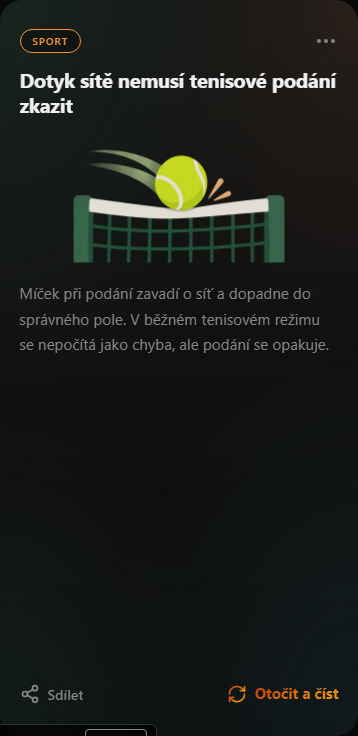 SPORT
Dotyk sítě nemusí tenisové podání
zkazit
Míček při podání zavadí o síť a dopadne do
správného pole. V běžném tenisovém režimu
se nepočítá jako chyba, ale podání se opakuje.
Sdílet
Otočit a číst